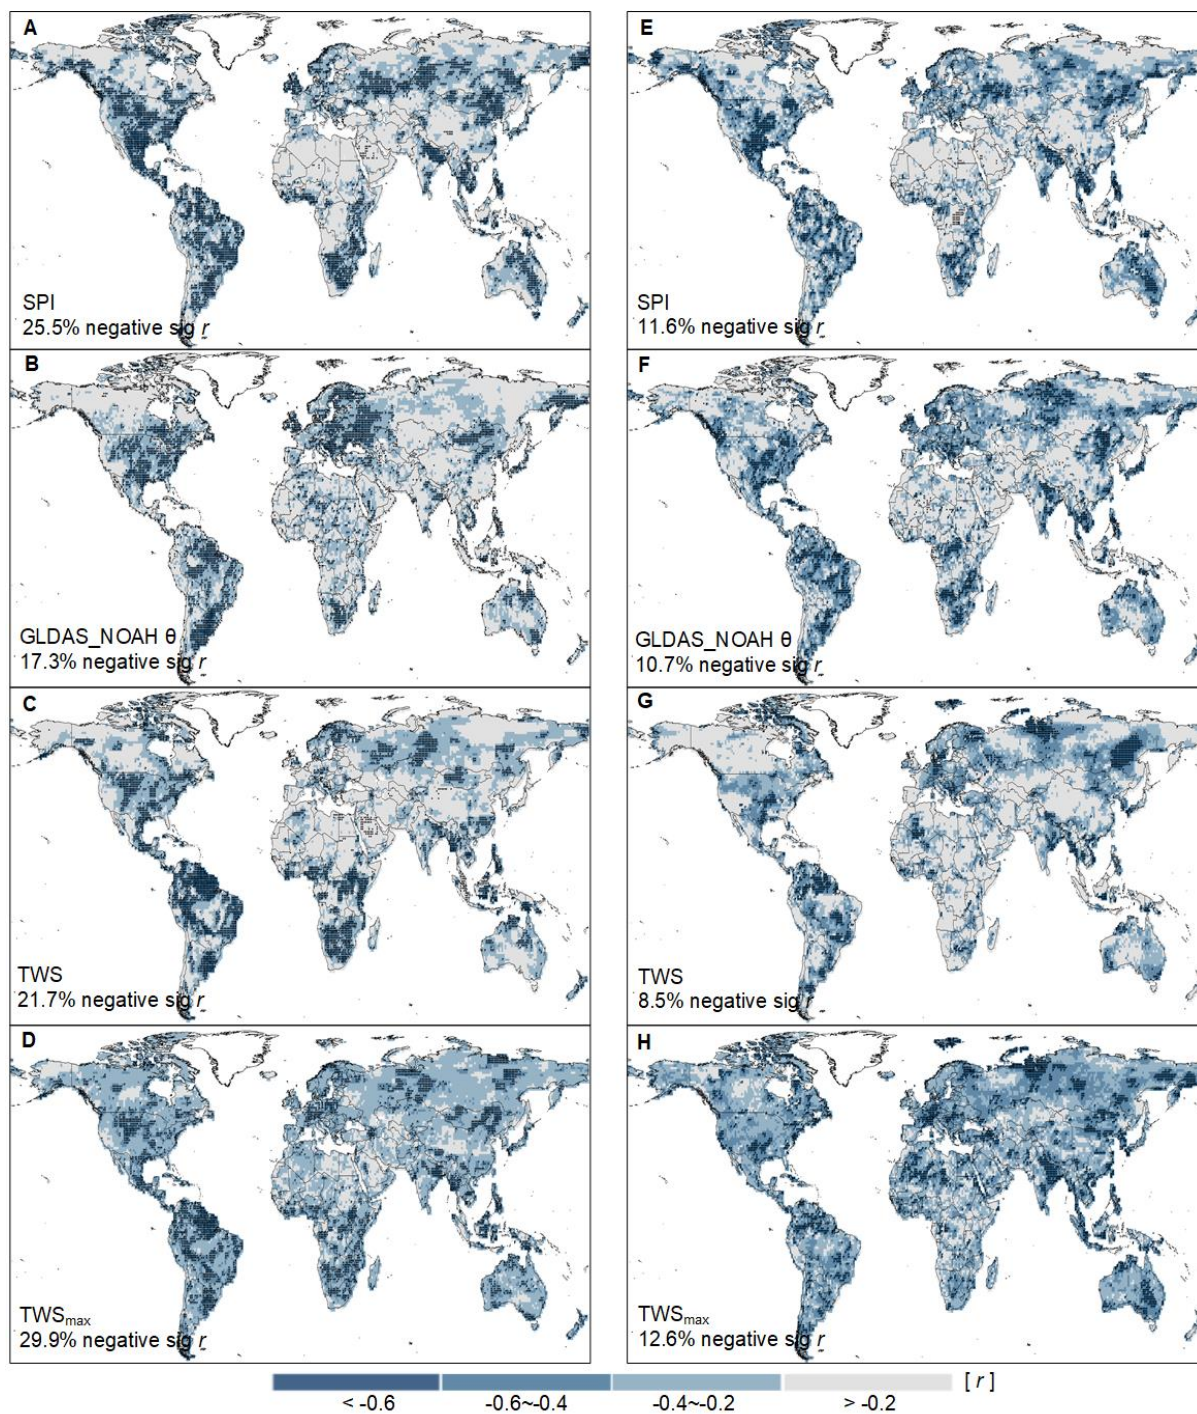 A
SPI
25.5% negative sig r
E
SPI
11.6% negative sig r
B
GLDAS_NOAH θ
17.3% negative sig r
F
GLDAS_NOAH θ
10.7% negative sig r
C
TWS
21.7% negative sig r
G
TWS
8.5% negative sig r
D
TWSmax
29.9% negative sig r
H
TWSmax
12.6% negative sig r
[ r ]
< -0.6 -0.6~-0.4 -0.4~-0.2 > -0.2